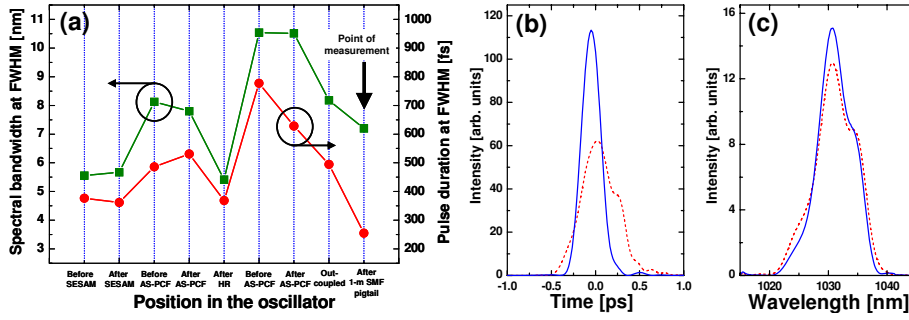 (a)
Spectral bandwidth at FWHM [nm]
11
10
9
8
7
6
5
4
3
1000
900
800
700
600
500
400
300
200
Pulse duration at FWHM [fs]
Point of
measurement
Before
SESAM
After
SESAM
Before
AS-PCF
After
AS-PCF
After
HR
Before
AS-PCF
After
AS-PCF
Out-
coupled
After
1-m SMF
pigtail
Position in the oscillator
(b)
Intensity [arb. units]
120
100
80
60
40
20
0
-1.0 -0.5 0.0 0.5 1.0
Time [ps]
(c)
Intensity [arb. units]
16
12
8
4
0
1020 1030 1040
Wavelength [nm]